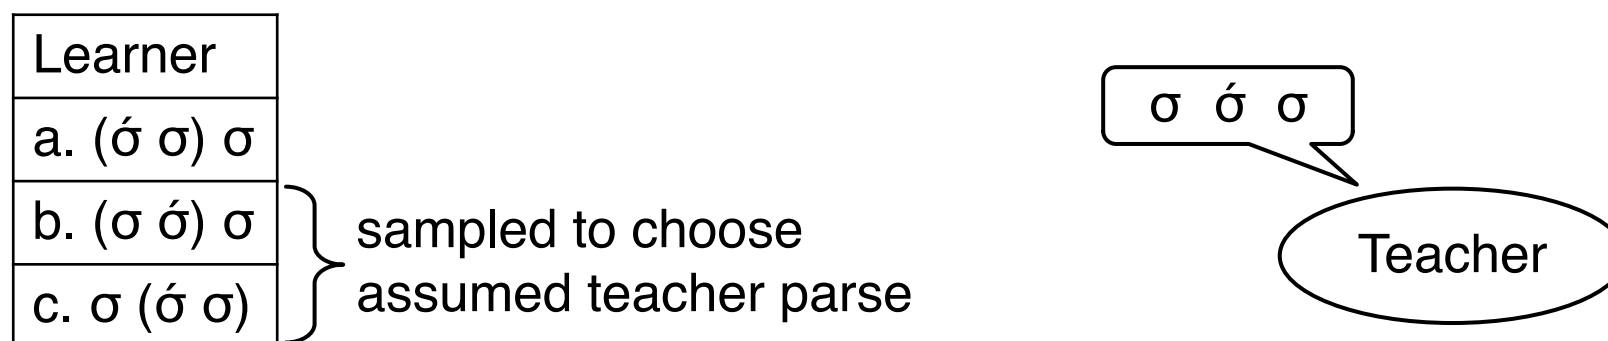 Learner
a. (σ́ σ) σ
b. (σ σ́) σ
c. σ (σ́ σ)
sampled to choose
assumed teacher parse
σ σ́ σ
Teacher